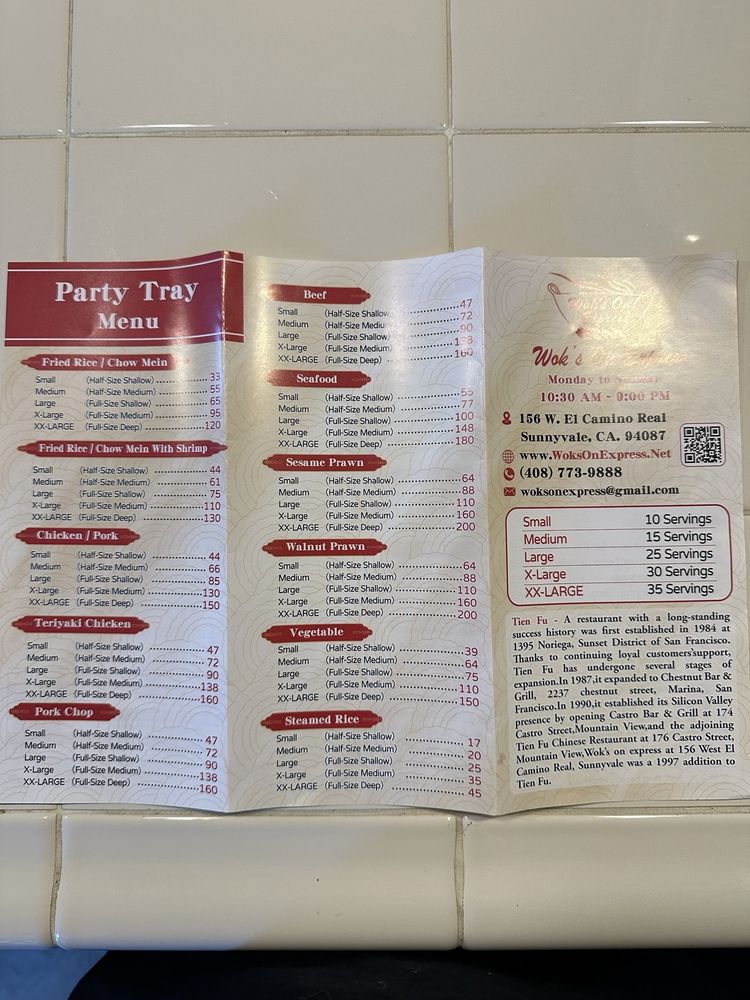 Party Tray
Menu
Fried Rice / Chow Mein
Small (Half-Size Shallow) 33
Medium (Half-Size Medium) 55
Large (Full-Size Shallow) 65
X-Large (Full-Size Medium) 95
XX-LARGE (Full-Size Deep) 120
Fried Rice / Chow Mein With Shrimp
Small (Half-Size Shallow) 44
Medium (Half-Size Medium) 61
Large (Full-Size Shallow) 75
X-Large (Full-Size Medium) 110
XX-LARGE (Full-Size Deep) 130
Chicken / Pork
Small (Half-Size Shallow) 44
Medium (Half-Size Medium) 66
Large (Full-Size Shallow) 85
X-Large (Full-Size Medium) 130
XX-LARGE (Full-Size Deep) 150
Teriyaki Chicken
Small (Half-Size Shallow) 47
Medium (Half-Size Medium) 72
Large (Full-Size Shallow) 90
X-Large (Full-Size Medium) 138
XX-LARGE (Full-Size Deep) 160
Pork Chop
Small (Half-Size Shallow) 47
Medium (Half-Size Medium) 72
Large (Full-Size Shallow) 90
X-Large (Full-Size Medium) 138
XX-LARGE (Full-Size Deep) 160
Beef
Small (Half-Size Shallow) 47
Medium (Half-Size Medium) 72
Large (Full-Size Shallow) 90
X-Large (Full-Size Medium) 138
XX-LARGE (Full-Size Deep) 160
Seafood
Small (Half-Size Shallow) 55
Medium (Half-Size Medium) 77
Large (Full-Size Shallow) 100
X-Large (Full-Size Medium) 148
XX-LARGE (Full-Size Deep) 180
Sesame Prawn
Small (Half-Size Shallow) 64
Medium (Half-Size Medium) 88
Large (Full-Size Shallow) 110
X-Large (Full-Size Medium) 160
XX-LARGE (Full-Size Deep) 200
Walnut Prawn
Small (Half-Size Shallow) 64
Medium (Half-Size Medium) 88
Large (Full-Size Shallow) 110
X-Large (Full-Size Medium) 160
XX-LARGE (Full-Size Deep) 200
Vegetable
Small (Half-Size Shallow) 39
Medium (Half-Size Medium) 64
Large (Full-Size Shallow) 75
X-Large (Full-Size Medium) 110
XX-LARGE (Full-Size Deep) 150
Steamed Rice
Small (Half-Size Shallow) 17
Medium (Half-Size Medium) 20
Large (Full-Size Shallow) 25
X-Large (Full-Size Medium) 35
XX-LARGE (Full-Size Deep) 45
Wok's
Monday to Sunday
10:30 AM - 9:00 PM
156 W. El Camino Real
Sunnyvale, CA. 94087
www.WoksOnExpress.Net
(408) 773-9888
woksonexpress@gmail.com
Small 10 Servings
Medium 15 Servings
Large 25 Servings
X-Large 30 Servings
XX-LARGE 35 Servings
Tien Fu - A restaurant with a long-standing
success history was first established in 1984 at
1395 Noriega, Sunset District of San Francisco.
Thanks to continuing loyal customers'support,
Tien Fu has undergone several stages of
expansion.In 1987,it expanded to Chestnut Bar &
Grill, 2237 chestnut street, Marina, San
Francisco.In 1990,it established its Silicon Valley
presence by opening Castro Bar & Grill at 174
Castro Street,Mountain View,and the adjoining
Tien Fu Chinese Restaurant at 176 Castro Street,
Mountain View,Wok's on express at 156 West El
Camino Real, Sunnyvale was a 1997 addition to
Tien Fu.